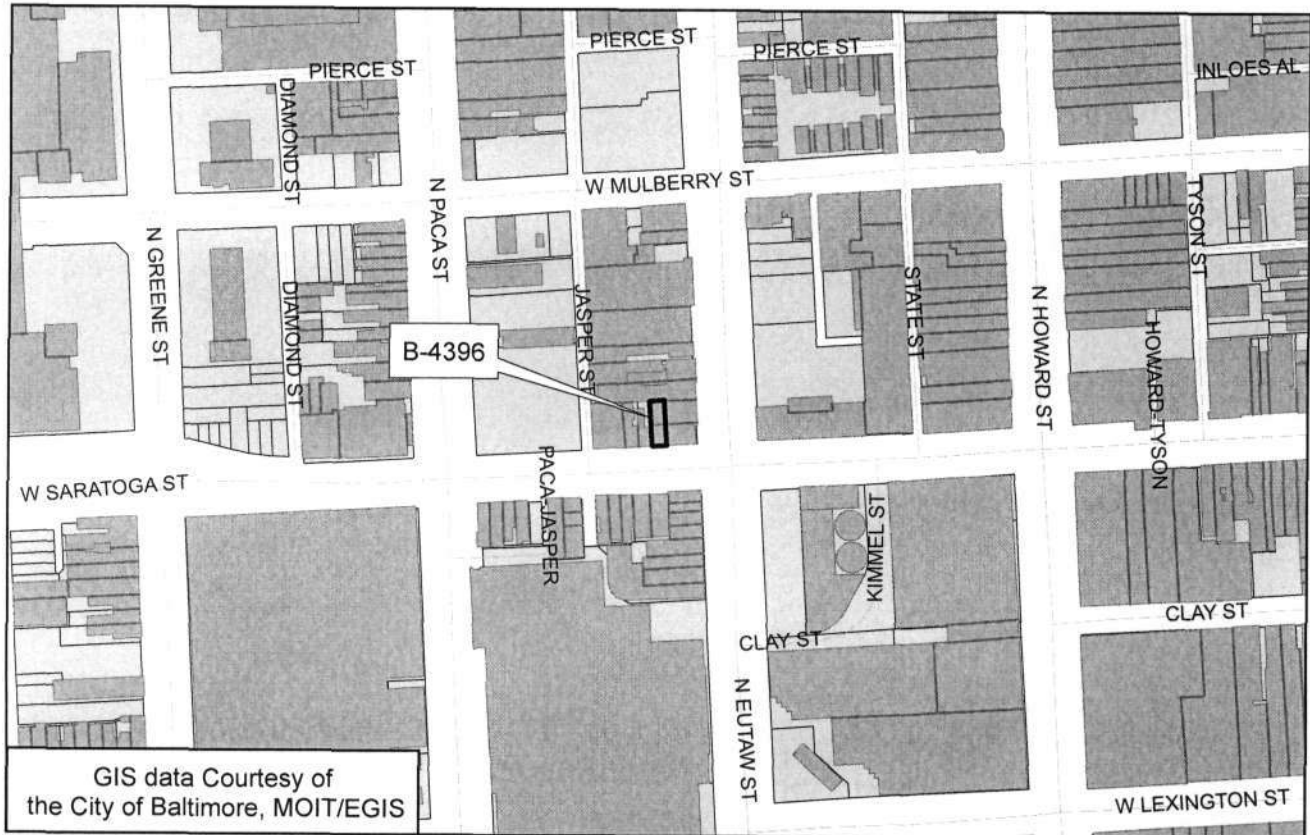 PIERCE ST
PIERCE ST
PIERCE ST
INLOES AL
DIAMOND ST
N PACA ST
W MULBERRY ST
TYSON ST
N GREENE ST
DIAMOND ST
JASPER ST
STATE ST
N HOWARD ST
HOWARD-TYSON
B-4396
W SARATOGA ST
PACA-JASPER
KIMMEL ST
CLAY ST
CLAY ST
N EUTAW ST
W LEXINGTON ST
GIS data Courtesy of
the City of Baltimore, MOIT/EGIS